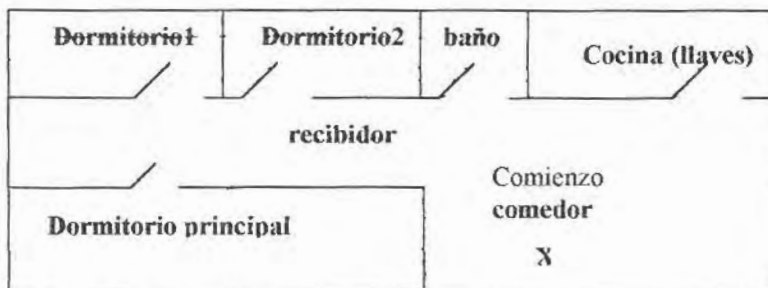 Dormitorio1 Dormitorio2 baño
Cocina (llaves)
recibidor
Comienzo
comedor
Dormitorio principal
X